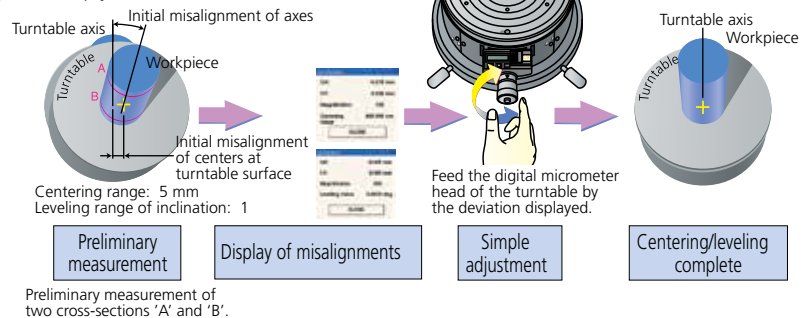 Initial misalignment of axes
Turntable axis
Workpiece
Turntable
A
B
Initial misalignment
of centers at
turntable surface
Centering range: 5 mm
Leveling range of inclination: 1
CLOSE
CLOSE
Feed the digital micrometer
head of the turntable by
the deviation displayed.
Turntable axis
Workpiece
Turntable
Preliminary
measurement
Display of misalignments
Simple
adjustment
Centering/leveling
complete
Preliminary measurement of
two cross-sections 'A' and 'B'.